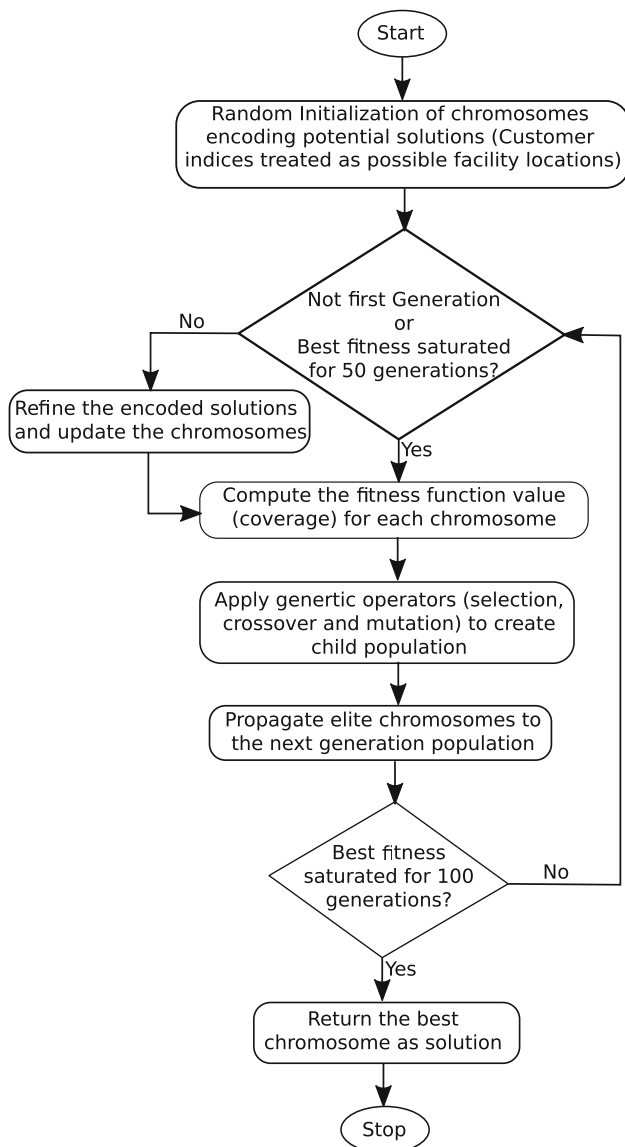 Start
Random Initialization of chromosomes
encoding potential solutions (Customer
indices treated as possible facility locations)
Not first Generation
or
Best fitness saturated
for 50 generations?
No
Refine the encoded solutions
and update the chromosomes
Yes
Compute the fitness function value
(coverage) for each chromosome
Apply genertic operators (selection,
crossover and mutation) to create
child population
Propagate elite chromosomes to
the next generation population
Best fitness
saturated for 100
generations?
No
Yes
Return the best
chromosome as solution
Stop